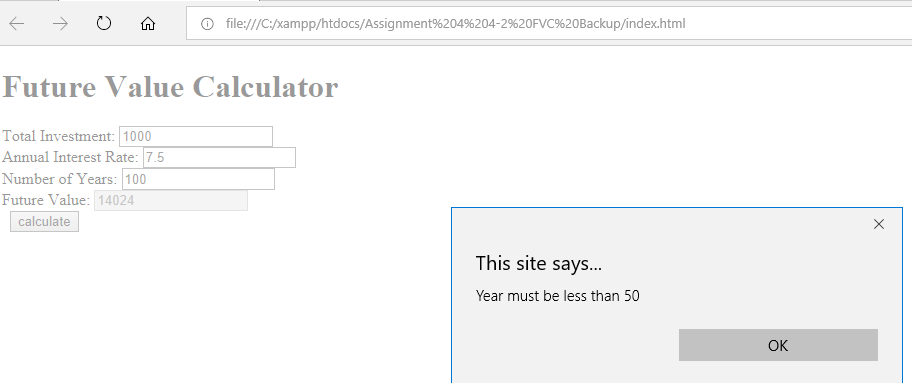 file:///C:/xampp/htdocs/Assignment%204%204-2%20FVC%20Backup/index.html
Future Value Calculator
Total Investment: 1000
Annual Interest Rate: 7.5
Number of Years: 100
Future Value: 14024
calculate
This site says...
Year must be less than 50
OK